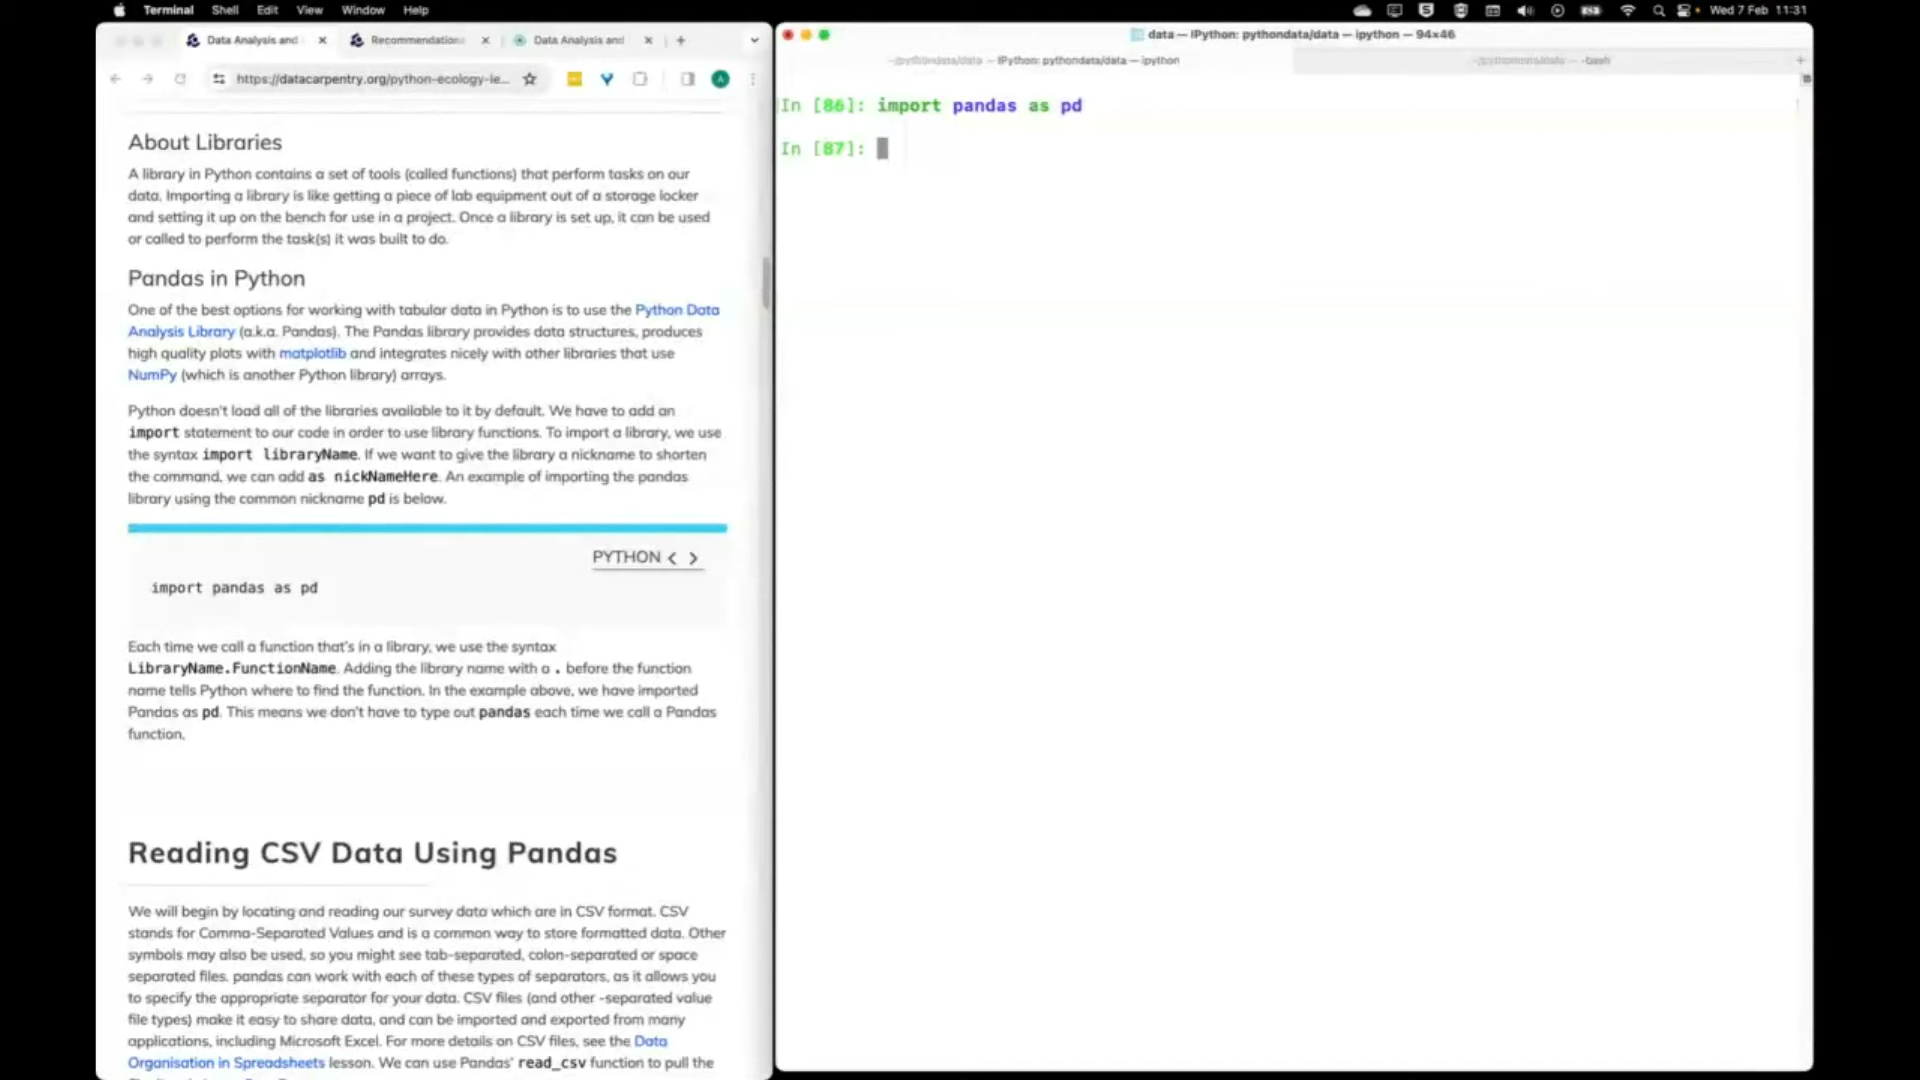 Terminal Shell Edit View Window Help
Wed 7 Feb 11:31
Data Analysis and
Recommendations
Data Analysis and
https://datacarpentry.org/python-ecology-le...
A
About Libraries
A library in Python contains a set of tools (called functions) that perform tasks on our
data. Importing a library is like getting a piece of lab equipment out of a storage locker
and setting it up on the bench for use in a project. Once a library is set up, it can be used
or called to perform the task(s) it was built to do.
Pandas in Python
One of the best options for working with tabular data in Python is to use the Python Data
Analysis Library (a.k.a. Pandas). The Pandas library provides data structures, produces
high quality plots with matplotlib and integrates nicely with other libraries that use
NumPy (which is another Python library) arrays.
Python doesn't load all of the libraries available to it by default. We have to add an
import statement to our code in order to use library functions. To import a library, we use
the syntax import libraryName. If we want to give the library a nickname to shorten
the command, we can add as nickNameHere. An example of importing the pandas
library using the common nickname pd is below.
PYTHON < >
import pandas as pd
Each time we call a function that's in a library, we use the syntax
LibraryName.FunctionName. Adding the library name with a . before the function
name tells Python where to find the function. In the example above, we have imported
Pandas as pd. This means we don't have to type out pandas each time we call a Pandas
function.
Reading CSV Data Using Pandas
We will begin by locating and reading our survey data which are in CSV format. CSV
stands for Comma-Separated Values and is a common way to store formatted data. Other
symbols may also be used, so you might see tab-separated, colon-separated or space
separated files. pandas can work with each of these types of separators, as it allows you
to specify the appropriate separator for your data. CSV files (and other -separated value
file types) make it easy to share data, and can be imported and exported from many
applications, including Microsoft Excel. For more details on CSV files, see the Data
Organisation in Spreadsheets lesson. We can use Pandas' read_csv function to pull the
data — IPython: pythondata/data — ipython — 94×46
~/pythondata/data — IPython: pythondata/data — ipython
~/pythondata/data — -bash
In [86]: import pandas as pd
In [87]: